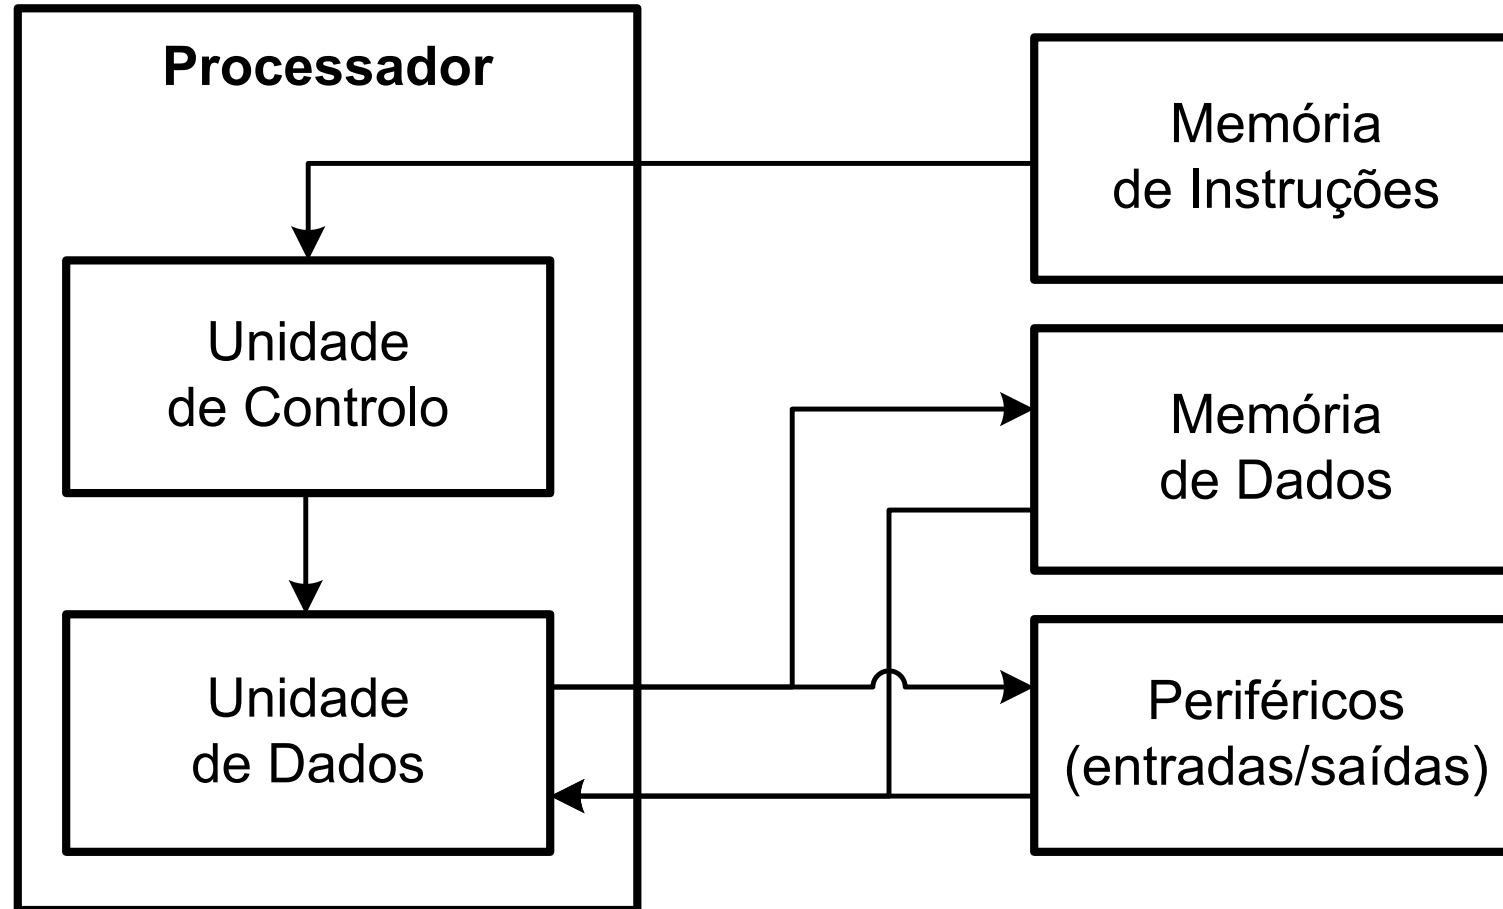 Processador
Memória
de Instruções
Unidade
de Controlo
Memória
de Dados
Unidade
de Dados
Periféricos
(entradas/saídas)